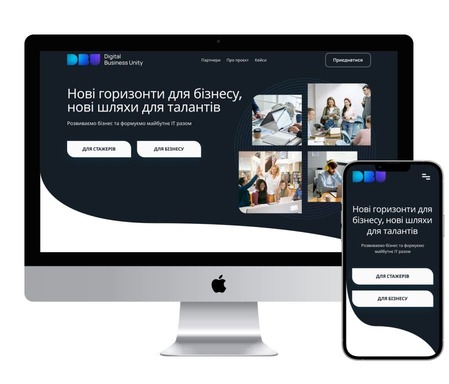 DBU
Digital
Business Unity
Партнери Про проєкт Кейси
Приєднатися
Нові горизонти для бізнесу,
нові шляхи для талантів
Розвиваємо бізнес та формуємо майбутнє ІТ разом
ДЛЯ СТАЖЕРІВ
ДЛЯ БІЗНЕСУ
DBU
Нові горизонти для
бізнесу, нові шляхи
для талантів
Розвиваємо бізнес та формуємо
майбутнє ІТ разом
ДЛЯ СТАЖЕРІВ
ДЛЯ БІЗНЕСУ